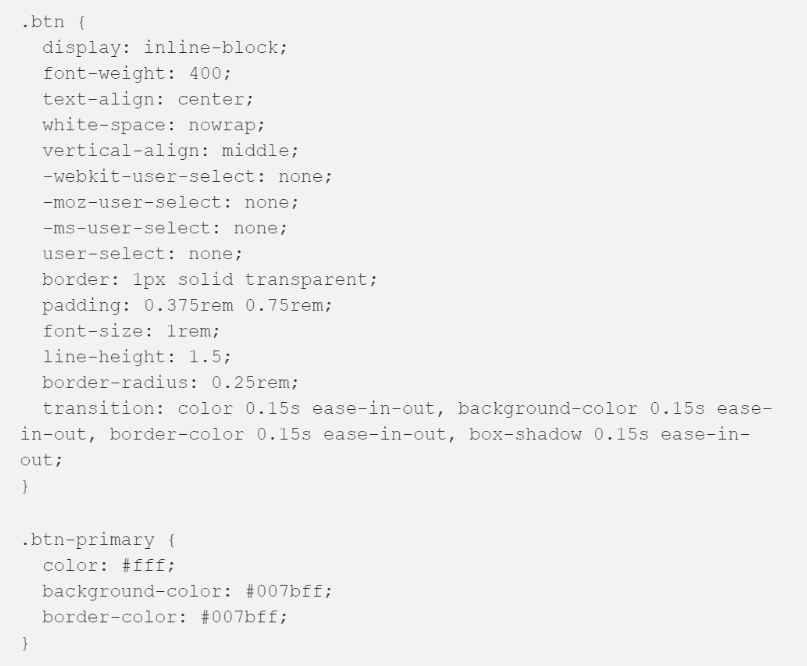 .btn {
  display: inline-block;
  font-weight: 400;
  text-align: center;
  white-space: nowrap;
  vertical-align: middle;
  -webkit-user-select: none;
  -moz-user-select: none;
  -ms-user-select: none;
  user-select: none;
  border: 1px solid transparent;
  padding: 0.375rem 0.75rem;
  font-size: 1rem;
  line-height: 1.5;
  border-radius: 0.25rem;
  transition: color 0.15s ease-in-out, background-color 0.15s ease-
in-out, border-color 0.15s ease-in-out, box-shadow 0.15s ease-in-
out;
}

.btn-primary {
  color: #fff;
  background-color: #007bff;
  border-color: #007bff;
}